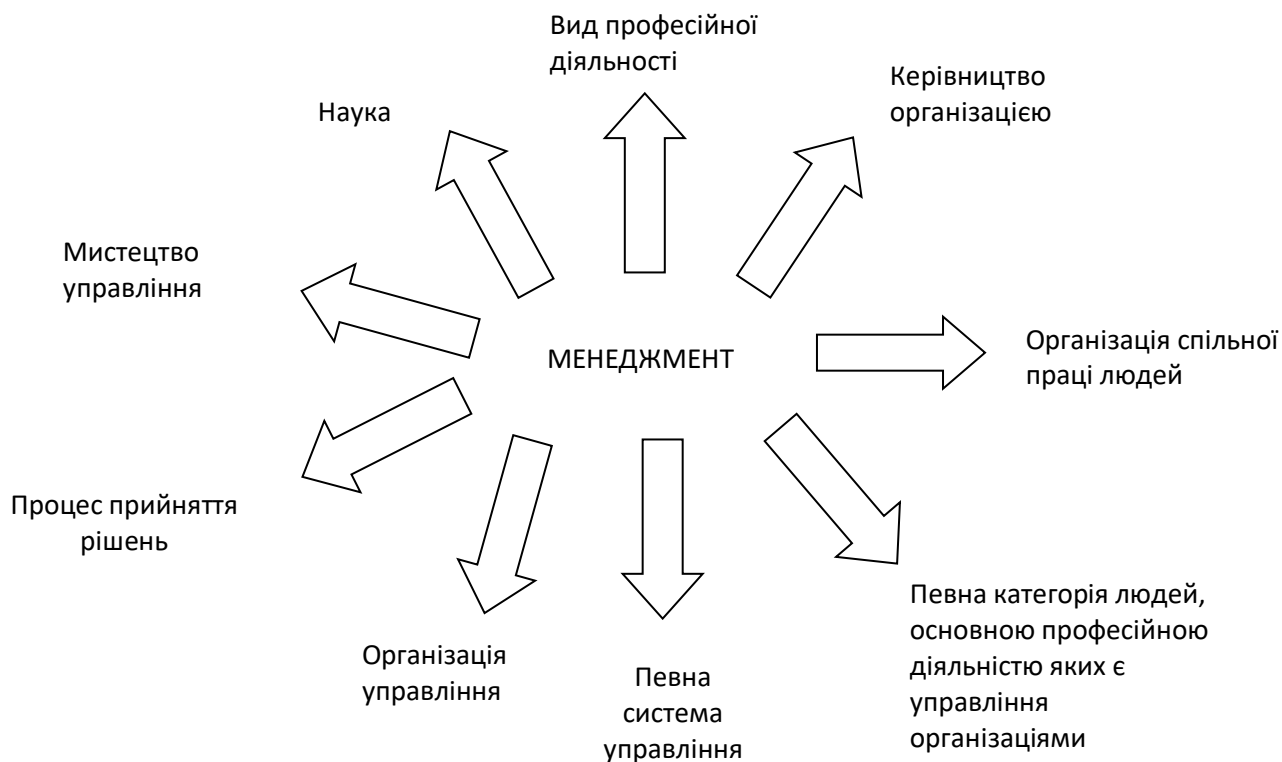 Вид професійної
діяльності
Керівництво
організацією
Наука
Мистецтво
управління
МЕНЕДЖМЕНТ
Організація спільної
праці людей
Процес прийняття
рішень
Організація
управління
Певна
система
управління
Певна категорія людей,
основною професійною
діяльністю яких є
управління
організаціями